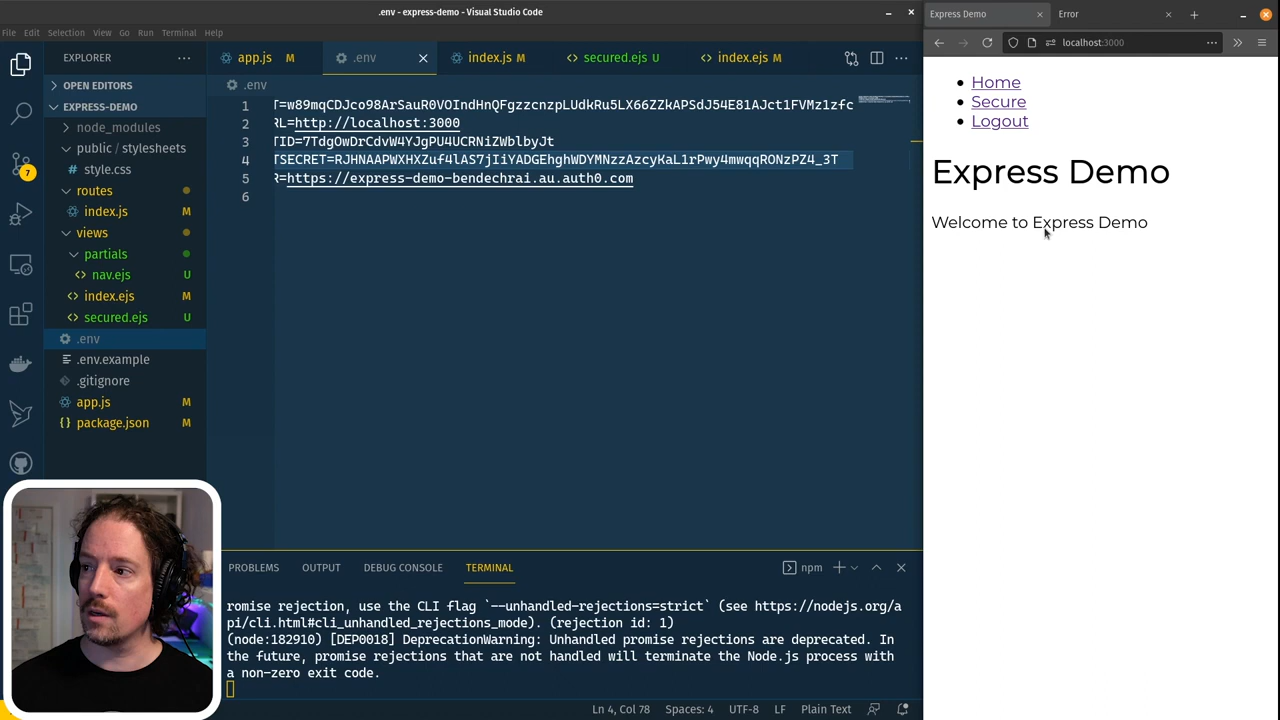 .env - express-demo - Visual Studio Code
File Edit Selection View Go Run Terminal Help
EXPLORER
OPEN EDITORS
EXPRESS-DEMO
node_modules
public / stylesheets
style.css
routes
index.js M
views
partials
nav.ejs U
index.ejs M
secured.ejs U
.env
.env.example
.gitignore
app.js M
package.json M
7
app.js M .env index.js M secured.ejs U index.ejs M
.env
1 T=w89mqCDJco98ArSauR0VOIndHnQFgzzcnzpLUdkRu5LX66ZZkAPSdJ54E81AJct1FVMz1zfc
2 RL=http://localhost:3000
3 TID=7TdgOwDrCdvW4YJgPU4UCRNiZWblbyJt
4 TSECRET=RJHNAAPWXHXZuf4lAS7jIiYADGEhghWDYMNzzAzcyKaL1rPwy4mwqqRONzPZ4_3T
5 R=https://express-demo-bendechrai.au.auth0.com
6
PROBLEMS OUTPUT DEBUG CONSOLE TERMINAL npm
romise rejection, use the CLI flag `--unhandled-rejections=strict` (see https://nodejs.org/a
pi/cli.html#cli_unhandled_rejections_mode). (rejection id: 1)
(node:182910) [DEP0018] DeprecationWarning: Unhandled promise rejections are deprecated. In
the future, promise rejections that are not handled will terminate the Node.js process with
a non-zero exit code.
Ln 4, Col 78 Spaces: 4 UTF-8 LF Plain Text
Express Demo Error
localhost:3000
Home
Secure
Logout
Express Demo
Welcome to Express Demo